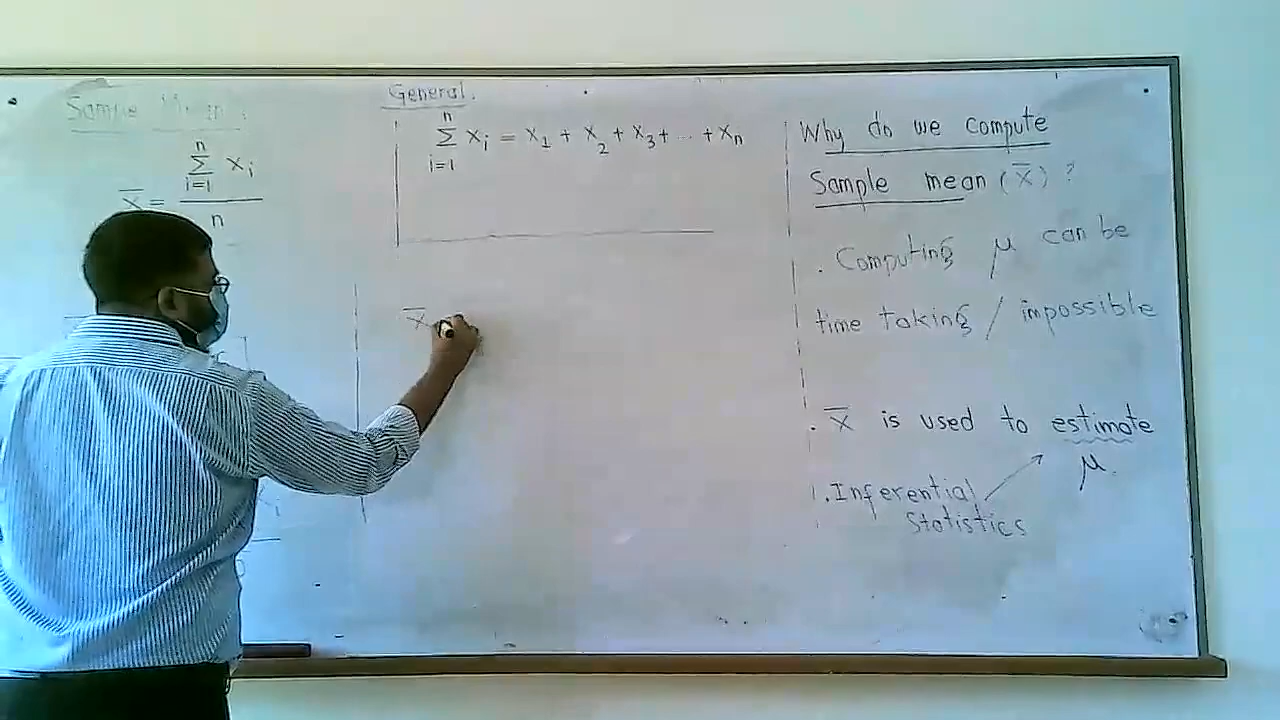 Sample Mean:
n
Σ xi
i=1
x̄ =
n
General.
n
Σ xi = x1 + x2 + x3 + ... + xn
i=1
x̄
Why do we compute
Sample mean (x̄) ?
. Computing μ can be
time taking / impossible
. x̄ is used to estimate
μ.
. Inferential
Statistics